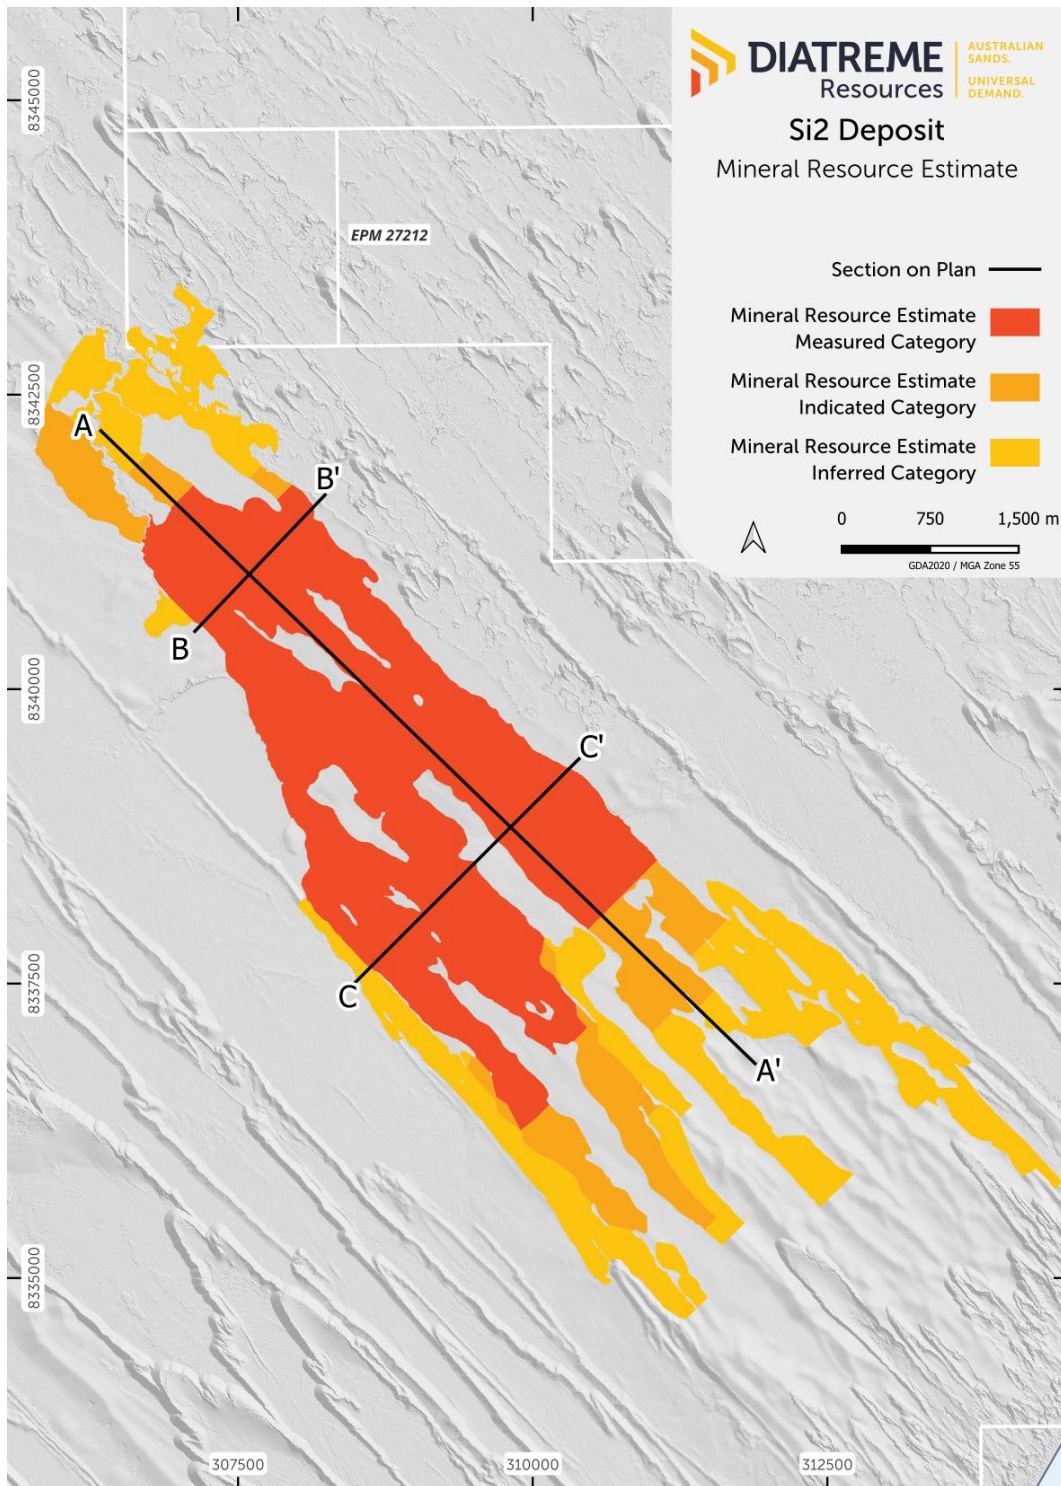 DIATREME
Resources
AUSTRALIAN
SANDS.
UNIVERSAL
DEMAND.
Si2 Deposit
Mineral Resource Estimate
Section on Plan
Mineral Resource Estimate
Measured Category
Mineral Resource Estimate
Indicated Category
Mineral Resource Estimate
Inferred Category
0 750 1,500 m
GDA2020 / MGA Zone 55
EPM 27212
8345000
8342500
8340000
8337500
8335000
A
B'
B
C'
C
A'
307500
310000
312500